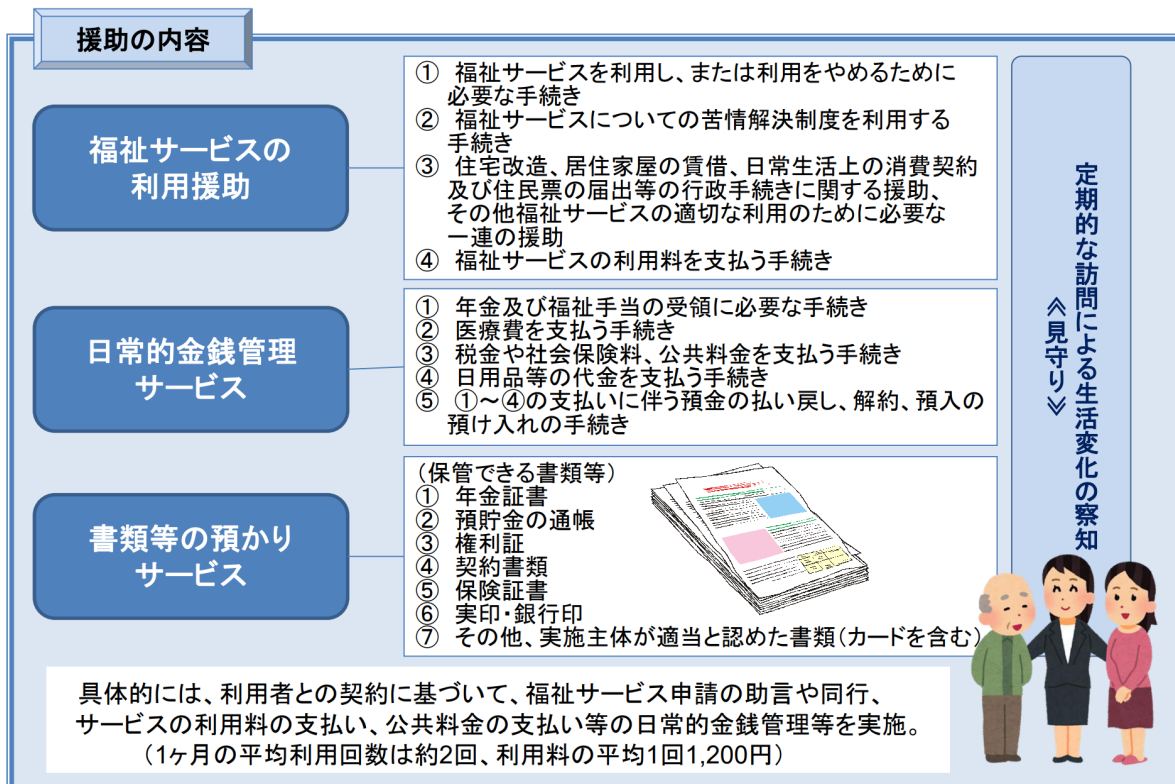 援助の内容
福祉サービスの
利用援助
① 福祉サービスを利用し、または利用をやめるために
必要な手続き
② 福祉サービスについての苦情解決制度を利用する
手続き
③ 住宅改造、居住家屋の賃借、日常生活上の消費契約
及び住民票の届出等の行政手続きに関する援助、
その他福祉サービスの適切な利用のために必要な
一連の援助
④ 福祉サービスの利用料を支払う手続き
日常的金銭管理
サービス
① 年金及び福祉手当の受領に必要な手続き
② 医療費を支払う手続き
③ 税金や社会保険料、公共料金を支払う手続き
④ 日用品等の代金を支払う手続き
⑤ ①～④の支払いに伴う預金の払い戻し、解約、預入の
預け入れの手続き
書類等の預かり
サービス
(保管できる書類等)
① 年金証書
② 預貯金の通帳
③ 権利証
④ 契約書類
⑤ 保険証書
⑥ 実印・銀行印
⑦ その他、実施主体が適当と認めた書類(カードを含む)
定期的な訪問による生活変化の察知
≪見守り≫
具体的には、利用者との契約に基づいて、福祉サービス申請の助言や同行、
サービスの利用料の支払い、公共料金の支払い等の日常的金銭管理等を実施。
(1ヶ月の平均利用回数は約2回、利用料の平均1回1,200円)